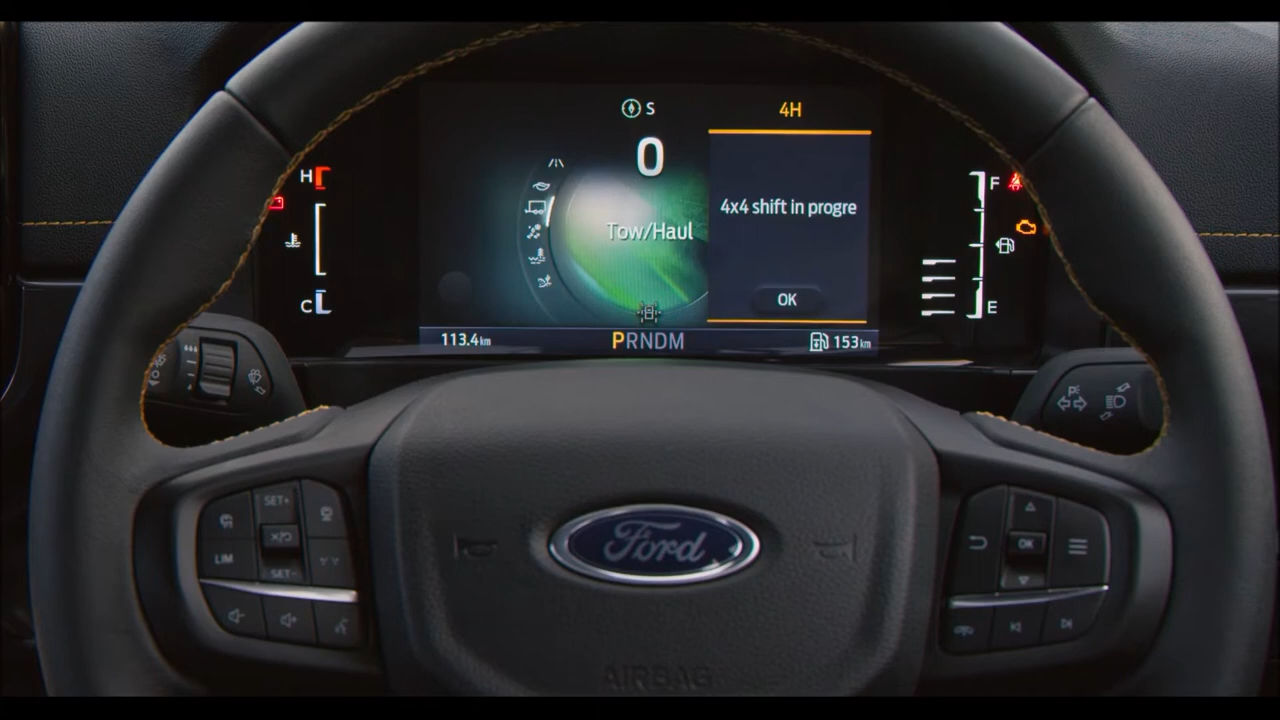 S
4H
0
H
F
4x4 shift in progre
Tow/Haul
OK
C
E
113.4km
PRNDM
153km
SET+
LIM
SET-
OK
Ford
AIRBAG